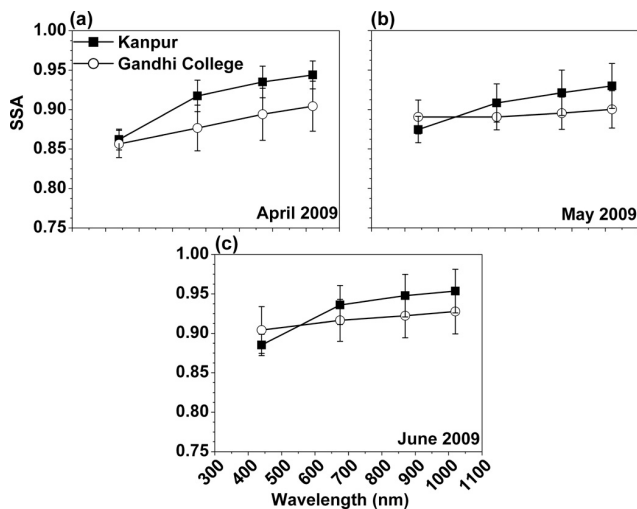 (a)
Kanpur
Gandhi College
1.00
0.95
0.90
0.85
0.80
0.75
SSA
April 2009
(b)
May 2009
(c)
1.00
0.95
0.90
0.85
0.80
0.75
June 2009
300 400 500 600 700 800 900 1000 1100
Wavelength (nm)